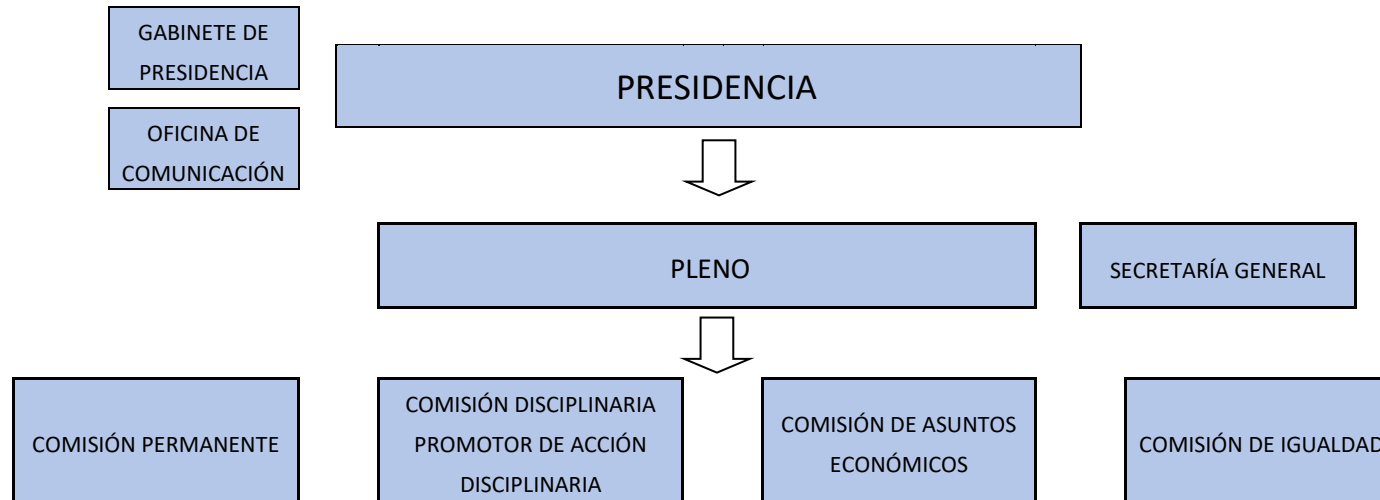 GABINETE DE
PRESIDENCIA
PRESIDENCIA
OFICINA DE
COMUNICACIÓN
PLENO
SECRETARÍA GENERAL
COMISIÓN PERMANENTE
COMISIÓN DISCIPLINARIA
PROMOTOR DE ACCIÓN
DISCIPLINARIA
COMISIÓN DE ASUNTOS
ECONÓMICOS
COMISIÓN DE IGUALDAD